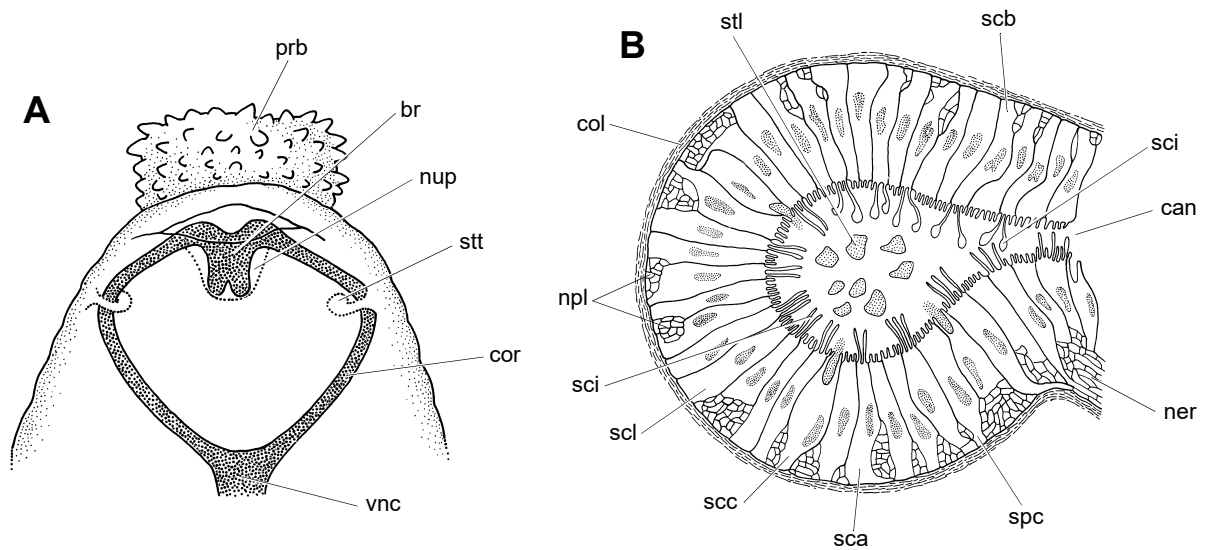 A
prb
br
nup
stt
cor
vnc
B
stl
scb
col
sci
can
npl
sci
scl
ner
scc
spc
sca